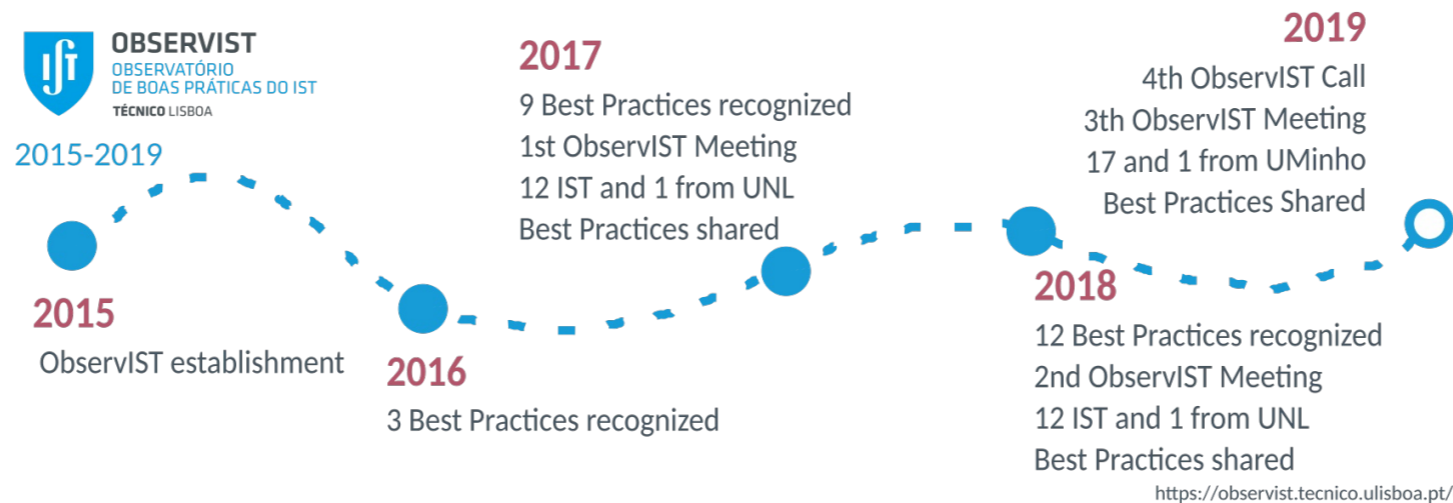 OBSERVIST
OBSERVATÓRIO
DE BOAS PRÁTICAS DO IST
TÉCNICO LISBOA
2015-2019
2015
ObservIST establishment
2016
3 Best Practices recognized
2017
9 Best Practices recognized
1st ObservIST Meeting
12 IST and 1 from UNL
Best Practices shared
2018
12 Best Practices recognized
2nd ObservIST Meeting
12 IST and 1 from UNL
Best Practices shared
2019
4th ObservIST Call
3th ObservIST Meeting
17 and 1 from UMinho
Best Practices Shared
https://observist.tecnico.ulisboa.pt/